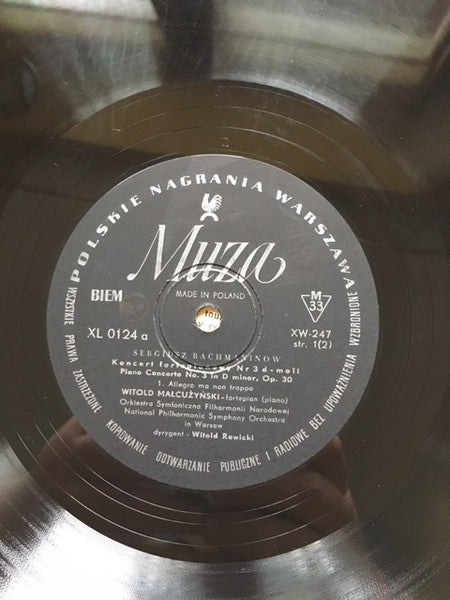 POLSKIE NAGRANIA WARSZAWA
Muza
MADE IN POLAND
BIEM
M
33
XL 0124 a
XW-247
str. 1(2)
SERGIUSZ RACHMANINOW
Koncert fortepianowy Nr 3 d-moll
Piano Concerto No. 3 in D minor, Op. 30
1. Allegro ma non troppo
WITOLD MAŁCUŻYŃSKI-fortepian (piano)
Orkiestra Symfoniczna Filharmonii Narodowej
National Philharmonic Symphony Orchestra
in Warsaw
dyrygent - Witold Rowicki
WSZYSTKIE PRAWA ZASTRZEŻONE KOPIOWANIE ODTWARZANIE PUBLICZNE I RADIOWE BEZ UPOWAŻNIENIA WZBRONIONE